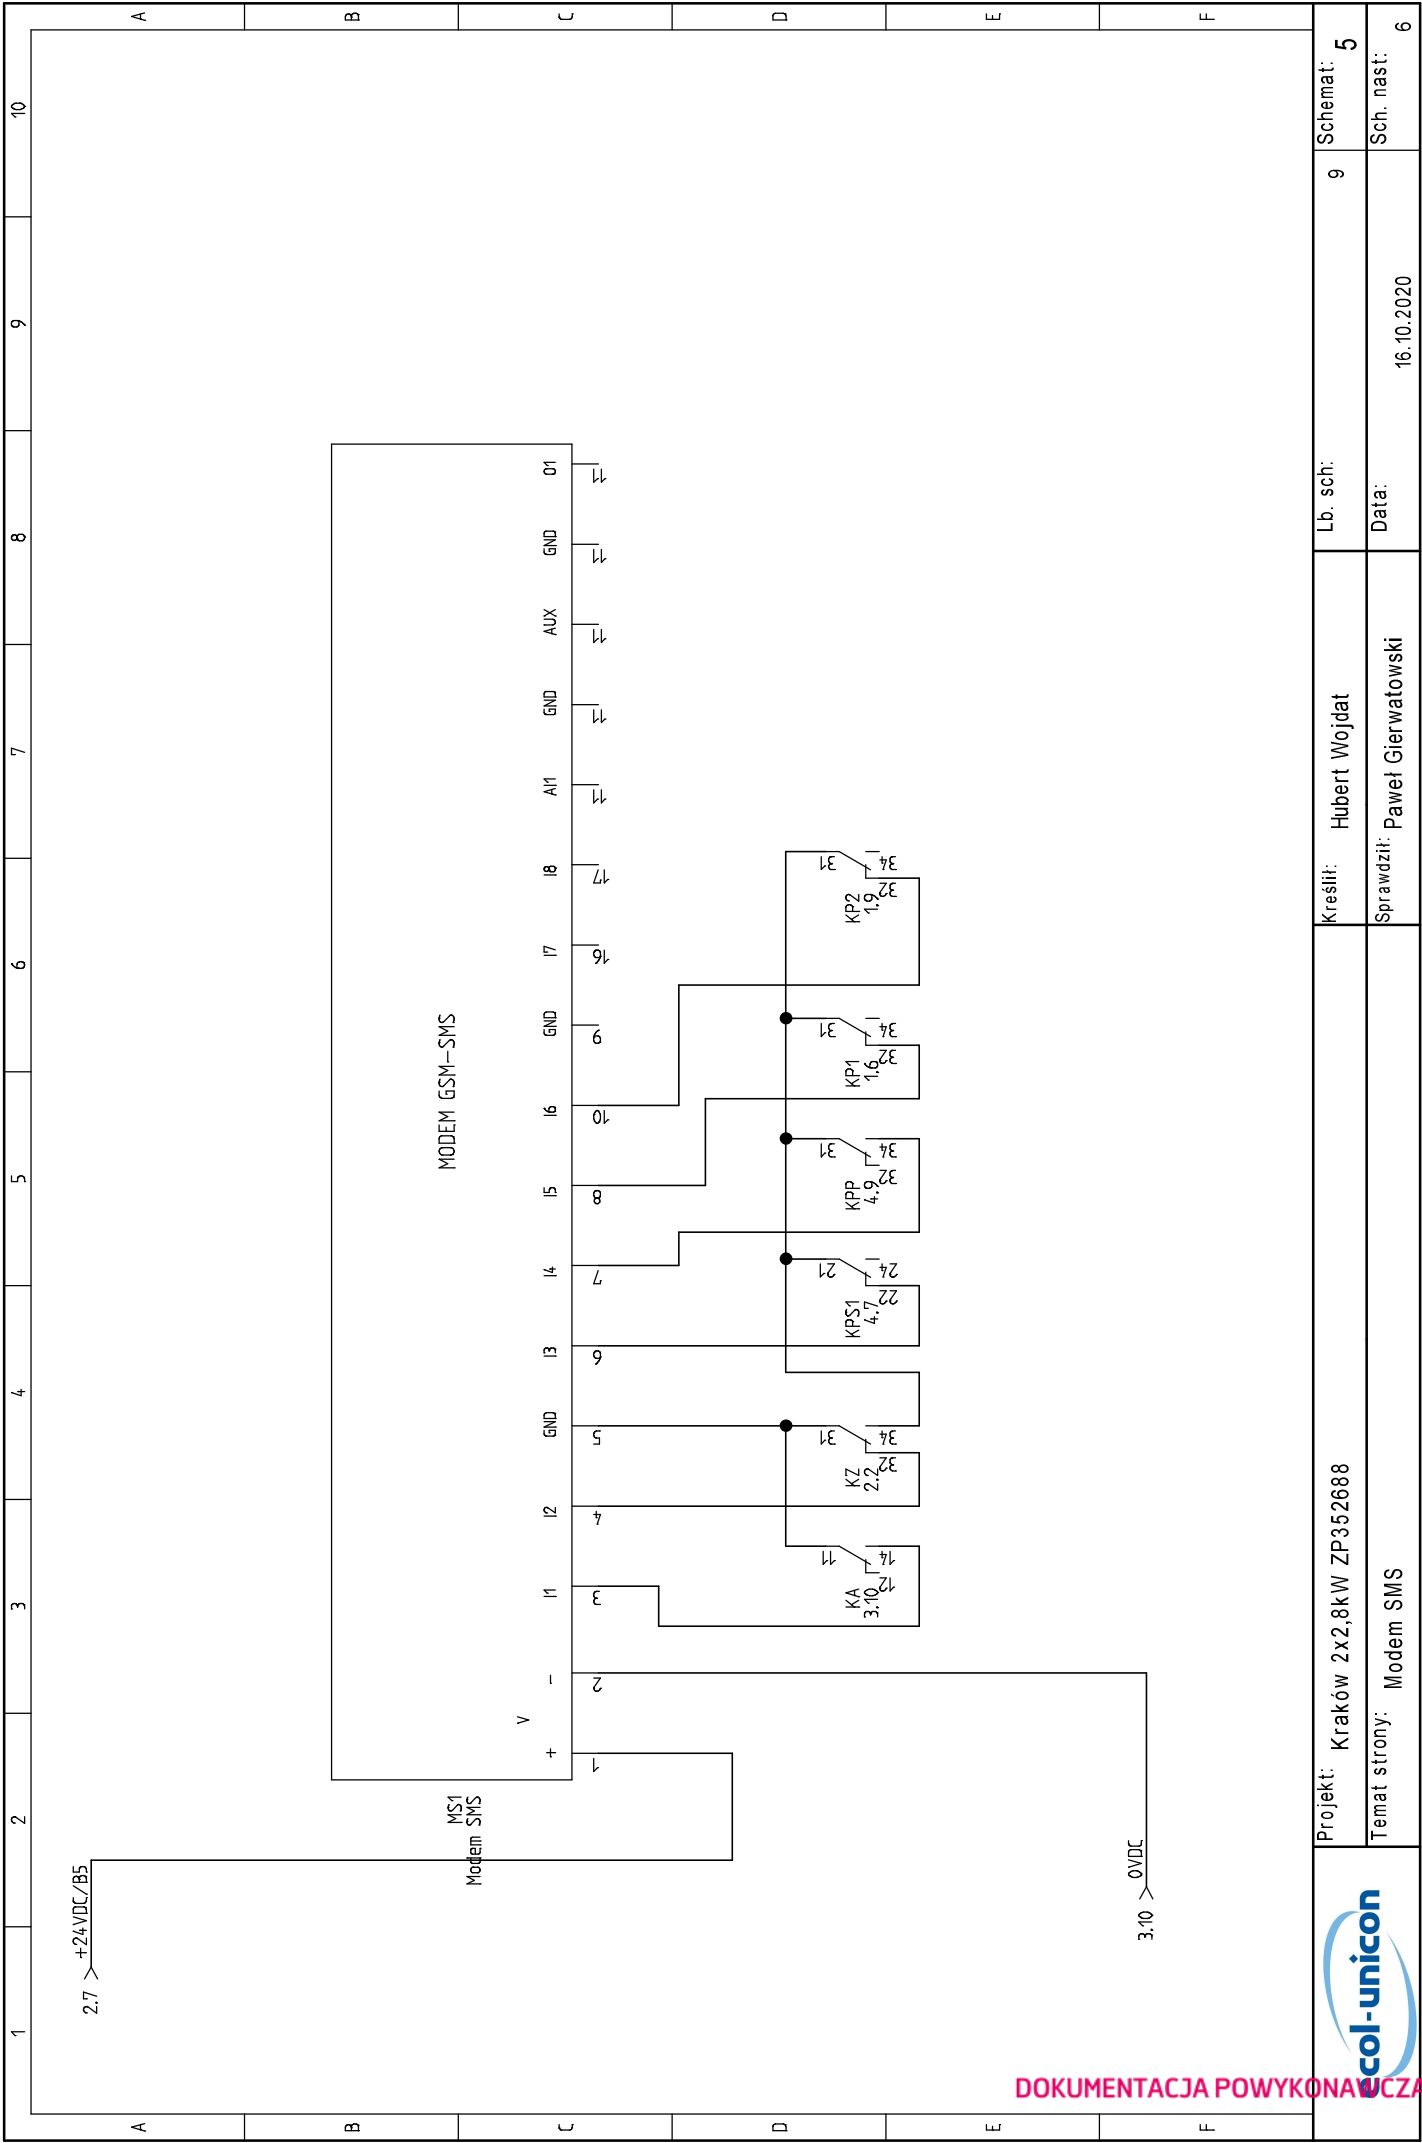 1 2 3 4 5 6 7 8 9 10
A A
B B
C C
D D
E E
F F
2.7 +24VDC/B5
MS1
Modem SMS
MODEM GSM-SMS
V
+ - I1 I2 GND I3 I4 I5 I6 GND I7 I8 AI1 GND AUX GND O1
1 2 3 4 5 6 7 8 10 9 16 17 11 11 11 11 11
11 31 21 31 31 31
KA
3.10
12 14
KZ
2.2
32 34
KPS1
4.7
22 24
KPP
4.9
32 34
KP1
1.6
32 34
KP2
1.9
32 34
3.10 0VDC
DOKUMENTACJA POWYKONAWCZA
col-unicon
Projekt:
Kraków 2x2,8kW ZP352688
Temat strony:
Modem SMS
Kreślił:
Hubert Wojdat
Sprawdził:
Paweł Gierwatowski
Lb. sch:
9
Data:
16.10.2020
Schemat:
5
Sch. nast:
6